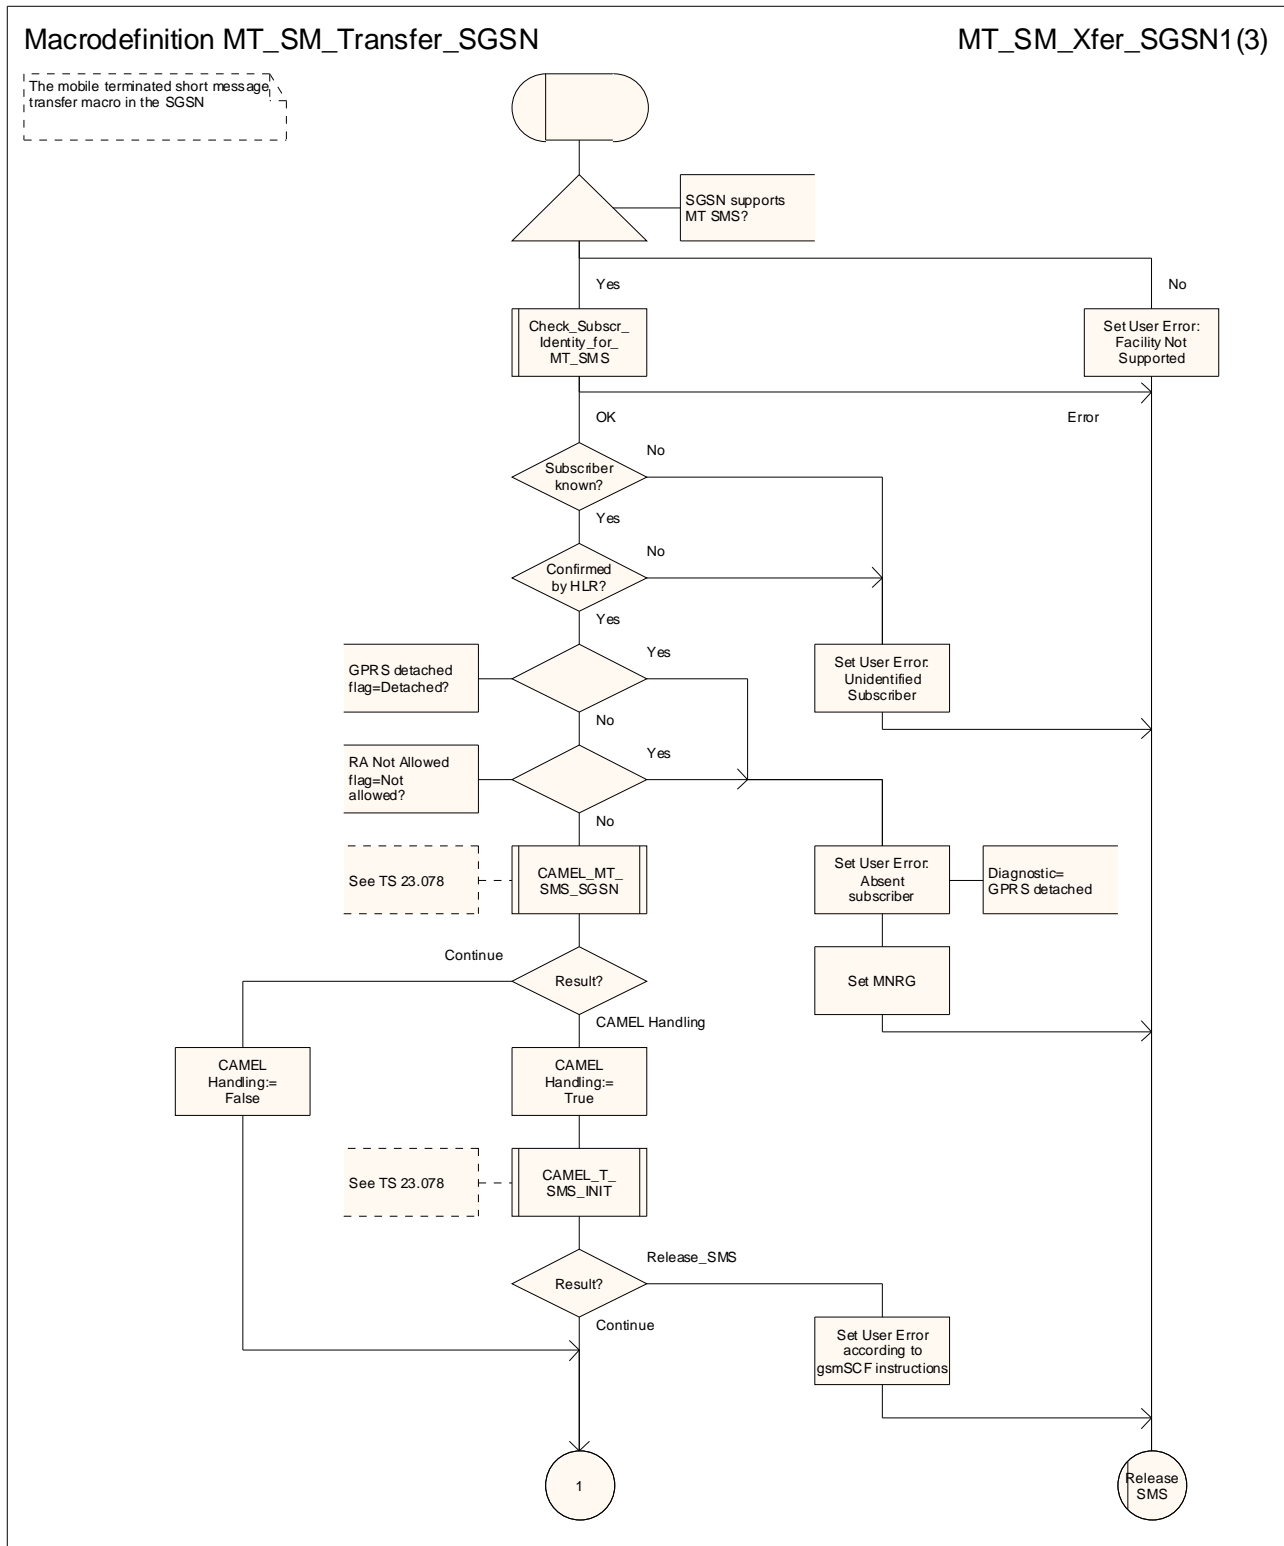 Macrodefinition MT_SM_Transfer_SGSN
MT_SM_Xfer_SGSN1(3)
The mobile terminated short message
transfer macro in the SGSN
SGSN supports
MT SMS?
Yes
No
Check_Subscr_
Identity_for_
MT_SMS
Set User Error:
Facility Not
Supported
OK
Error
No
Subscriber
known?
Yes
No
Confirmed
by HLR?
Yes
GPRS detached
flag=Detached?
Yes
Set User Error:
Unidentified
Subscriber
No
RA Not Allowed
flag=Not
allowed?
Yes
No
See TS 23.078
CAMEL_MT_
SMS_SGSN
Set User Error:
Absent
subscriber
Diagnostic=
GPRS detached
Continue
Result?
Set MNRG
CAMEL Handling
CAMEL
Handling:=
False
CAMEL
Handling:=
True
See TS 23.078
CAMEL_T_
SMS_INIT
Release_SMS
Result?
Continue
Set User Error
according to
gsmSCF instructions
1
Release
SMS